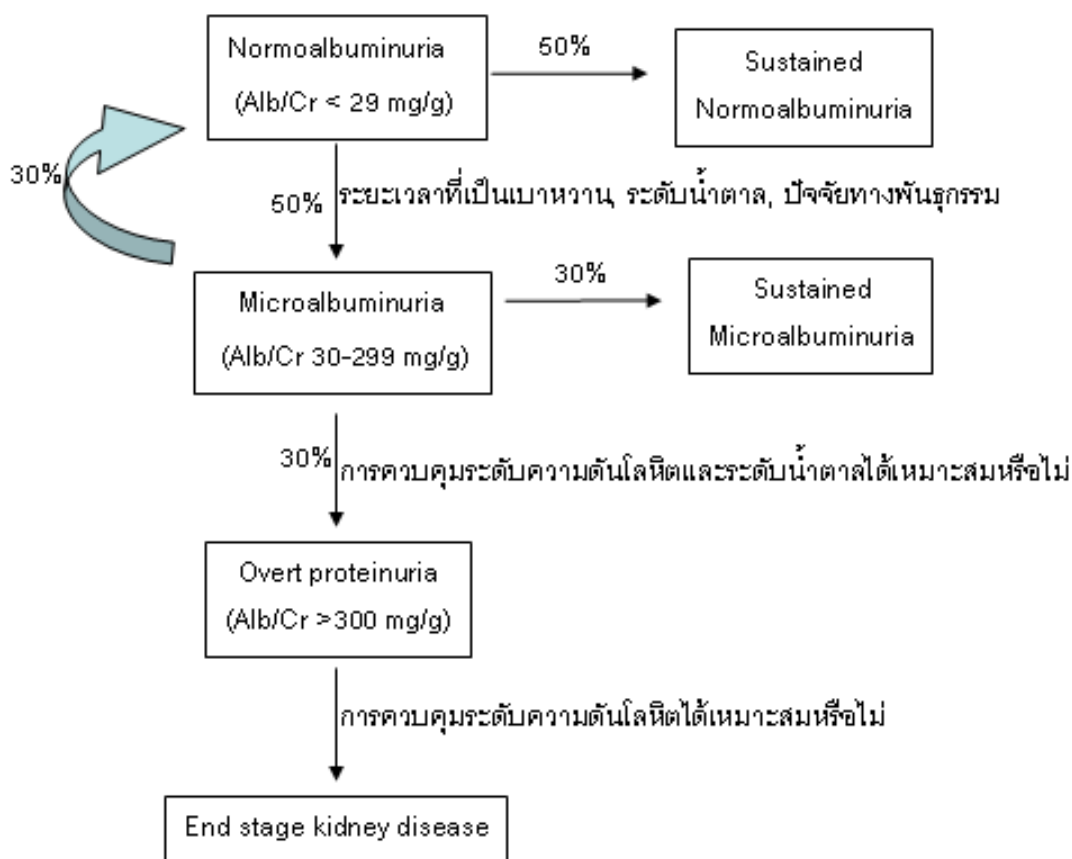 Normoalbuminuria
(Alb/Cr < 29 mg/g)
50%
Sustained
Normoalbuminuria
30%
50%
ระยะเวลาที่เป็นเบาหวาน, ระดับน้ำตาล, ปัจจัยทางพันธุกรรม
Microalbuminuria
(Alb/Cr 30-299 mg/g)
30%
Sustained
Microalbuminuria
30%
การควบคุมระดับความดันโลหิตและระดับน้ำตาลได้เหมาะสมหรือไม่
Overt proteinuria
(Alb/Cr >300 mg/g)
การควบคุมระดับความดันโลหิตได้เหมาะสมหรือไม่
End stage kidney disease